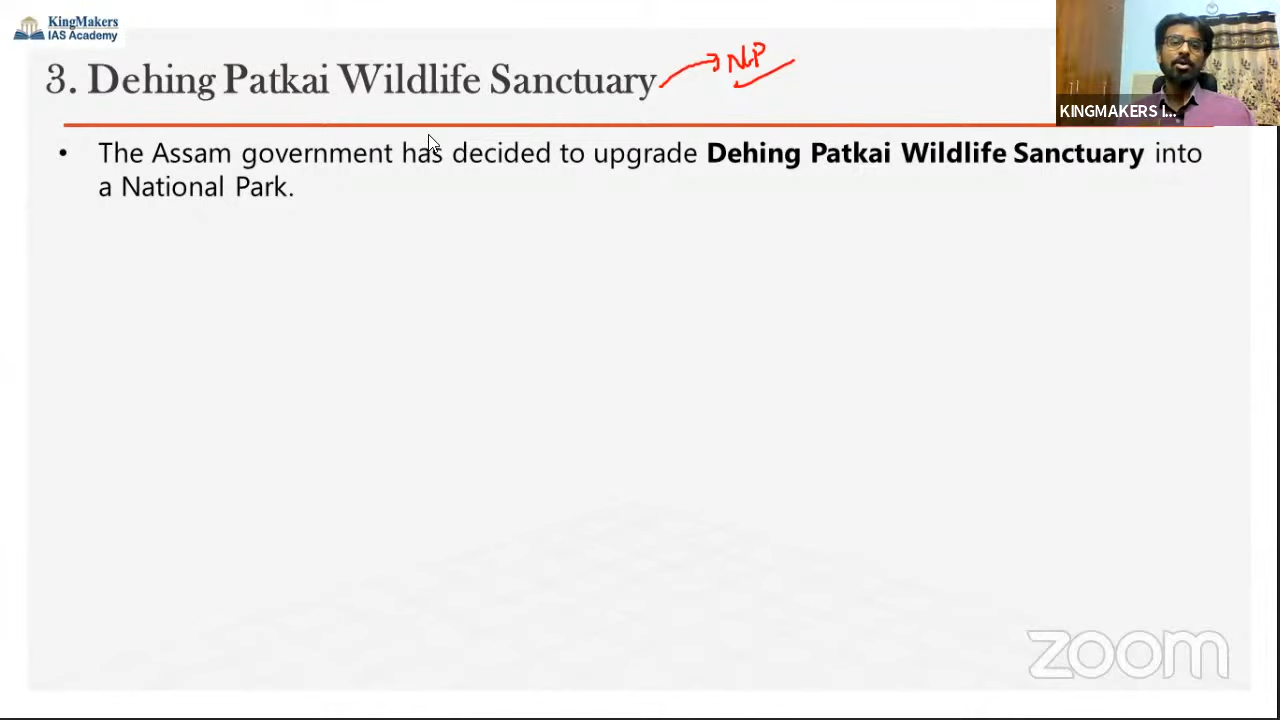 KingMakers
IAS Academy
3. Dehing Patkai Wildlife Sanctuary
NP
KINGMAKERS I...
• The Assam government has decided to upgrade Dehing Patkai Wildlife Sanctuary into
a National Park.
zoom